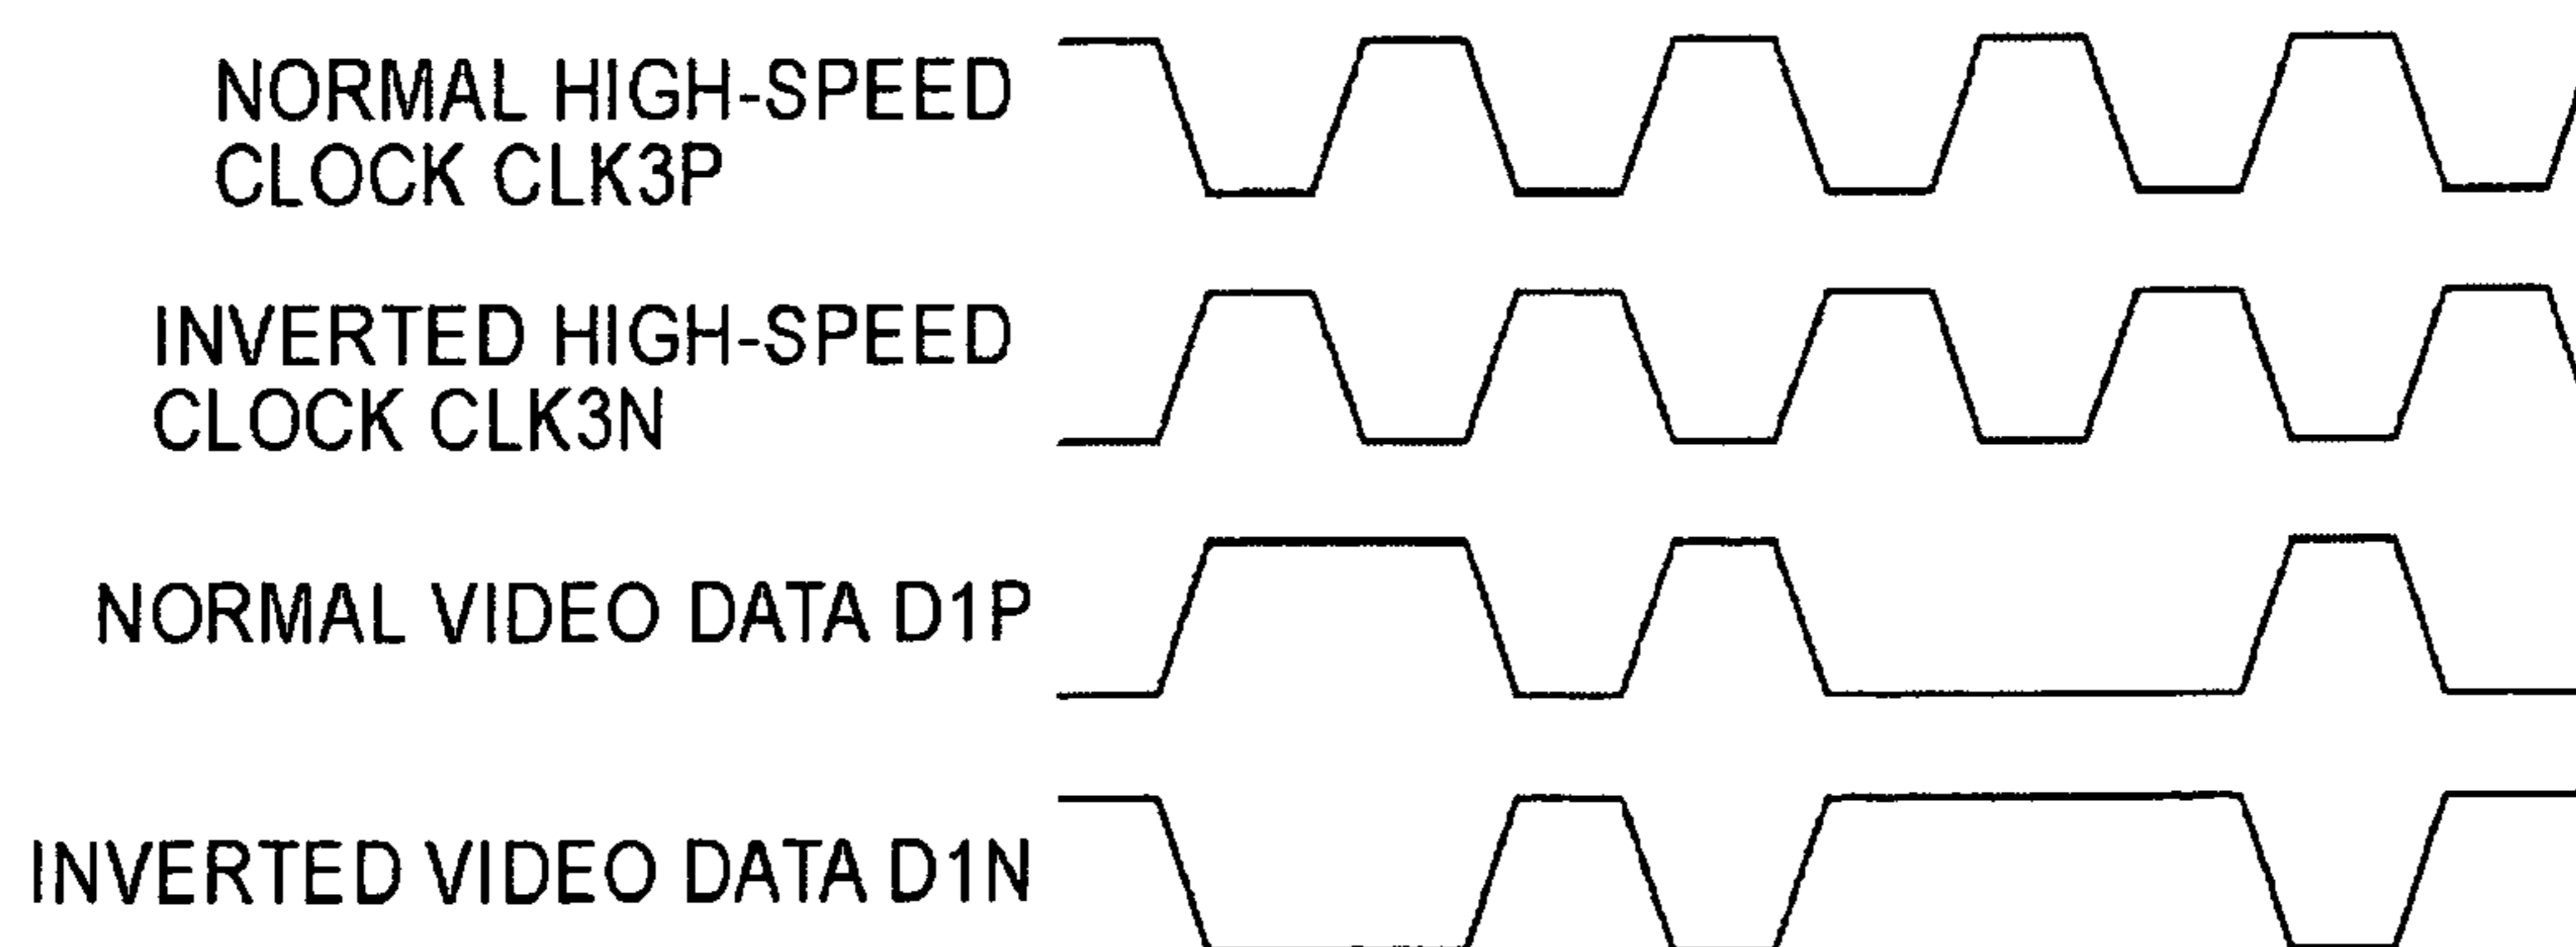 NORMAL HIGH-SPEED
CLOCK CLK3P
INVERTED HIGH-SPEED
CLOCK CLK3N
NORMAL VIDEO DATA D1P
INVERTED VIDEO DATA D1N